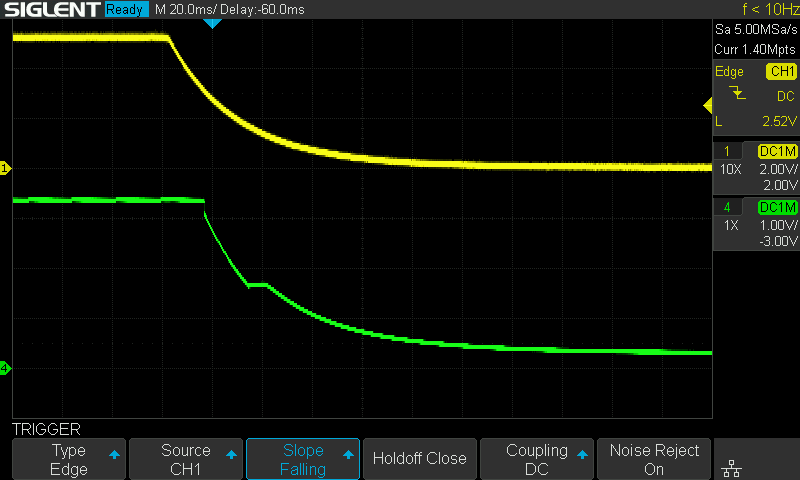 SIGLENT Ready M 20.0ms/ Delay:-60.0ms f < 10Hz
Sa 5.00MSa/s
Curr 1.40Mpts
Edge CH1
DC
L 2.52V
1 DC1M
10X 2.00V/
2.00V
4 DC1M
1X 1.00V/
-3.00V
1
4
TRIGGER
Type Source Slope Holdoff Close Coupling Noise Reject
Edge CH1 Falling DC On